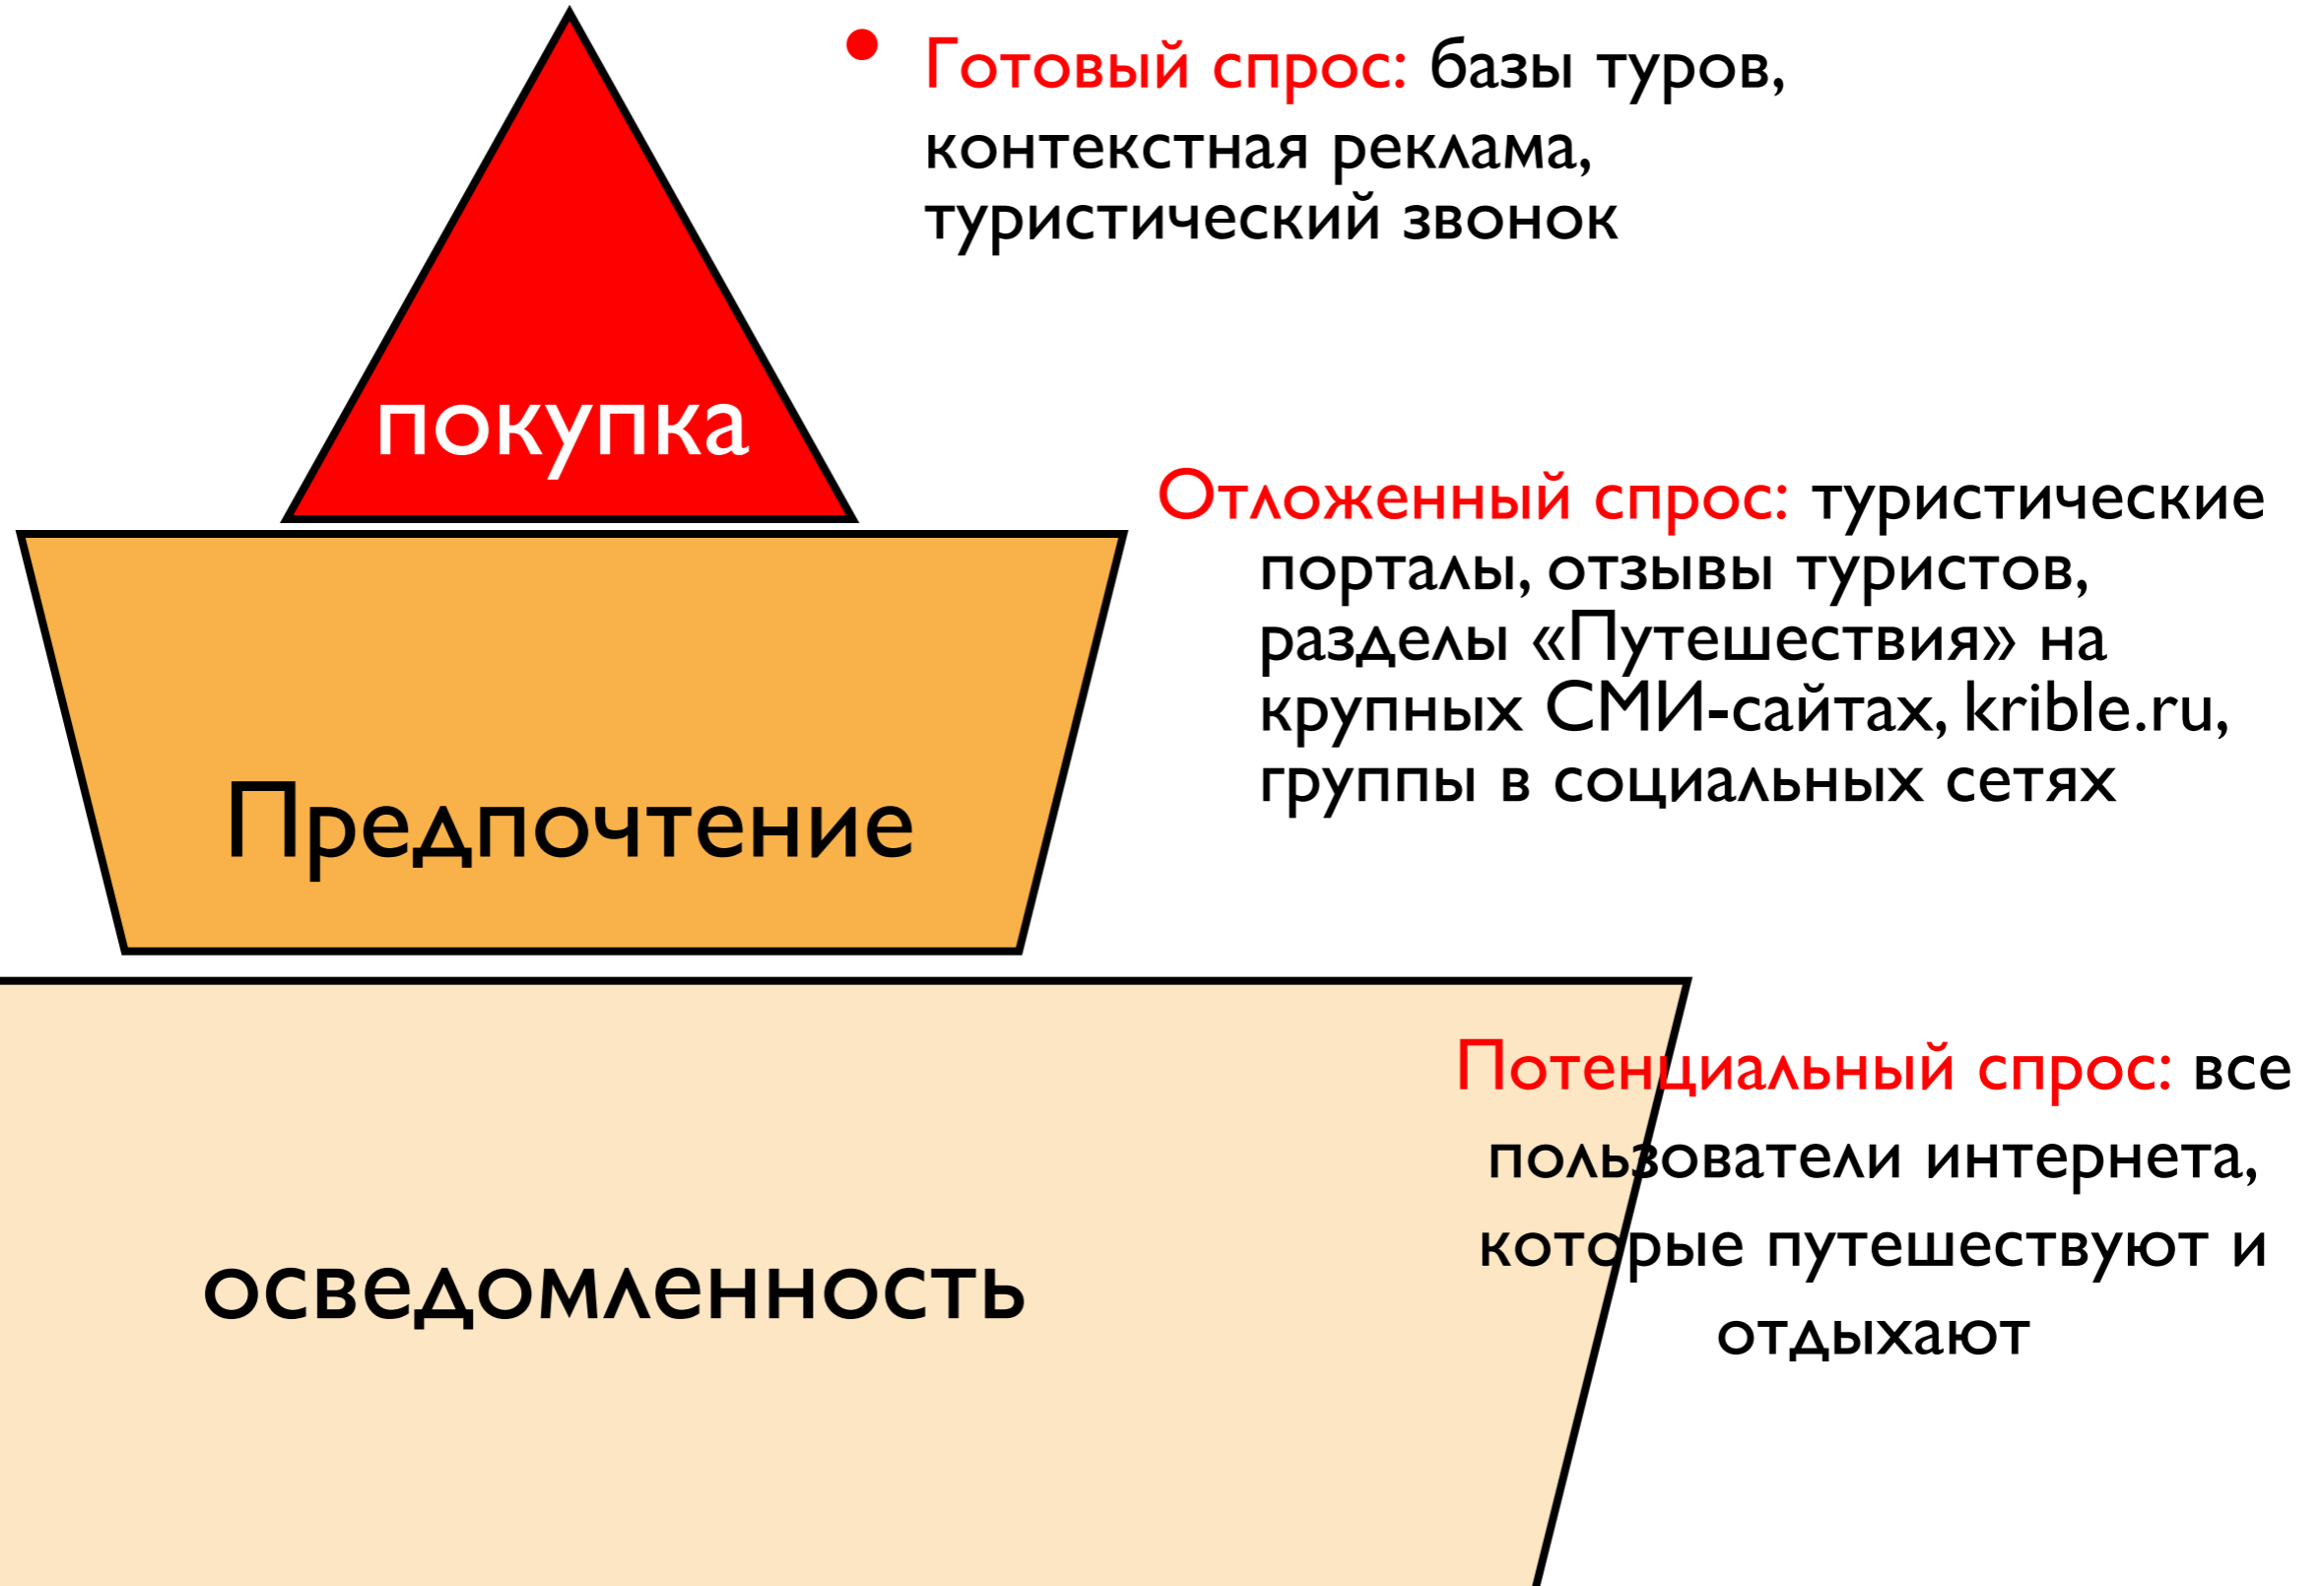 • Готовый спрос: базы туров,
контекстная реклама,
туристический звонок
покупка
Отложенный спрос: туристические
порталы, отзывы туристов,
разделы «Путешествия» на
крупных СМИ-сайтах, krible.ru,
группы в социальных сетях
Предпочтение
Потенциальный спрос: все
пользователи интернета,
которые путешествуют и
отдыхают
осведомленность